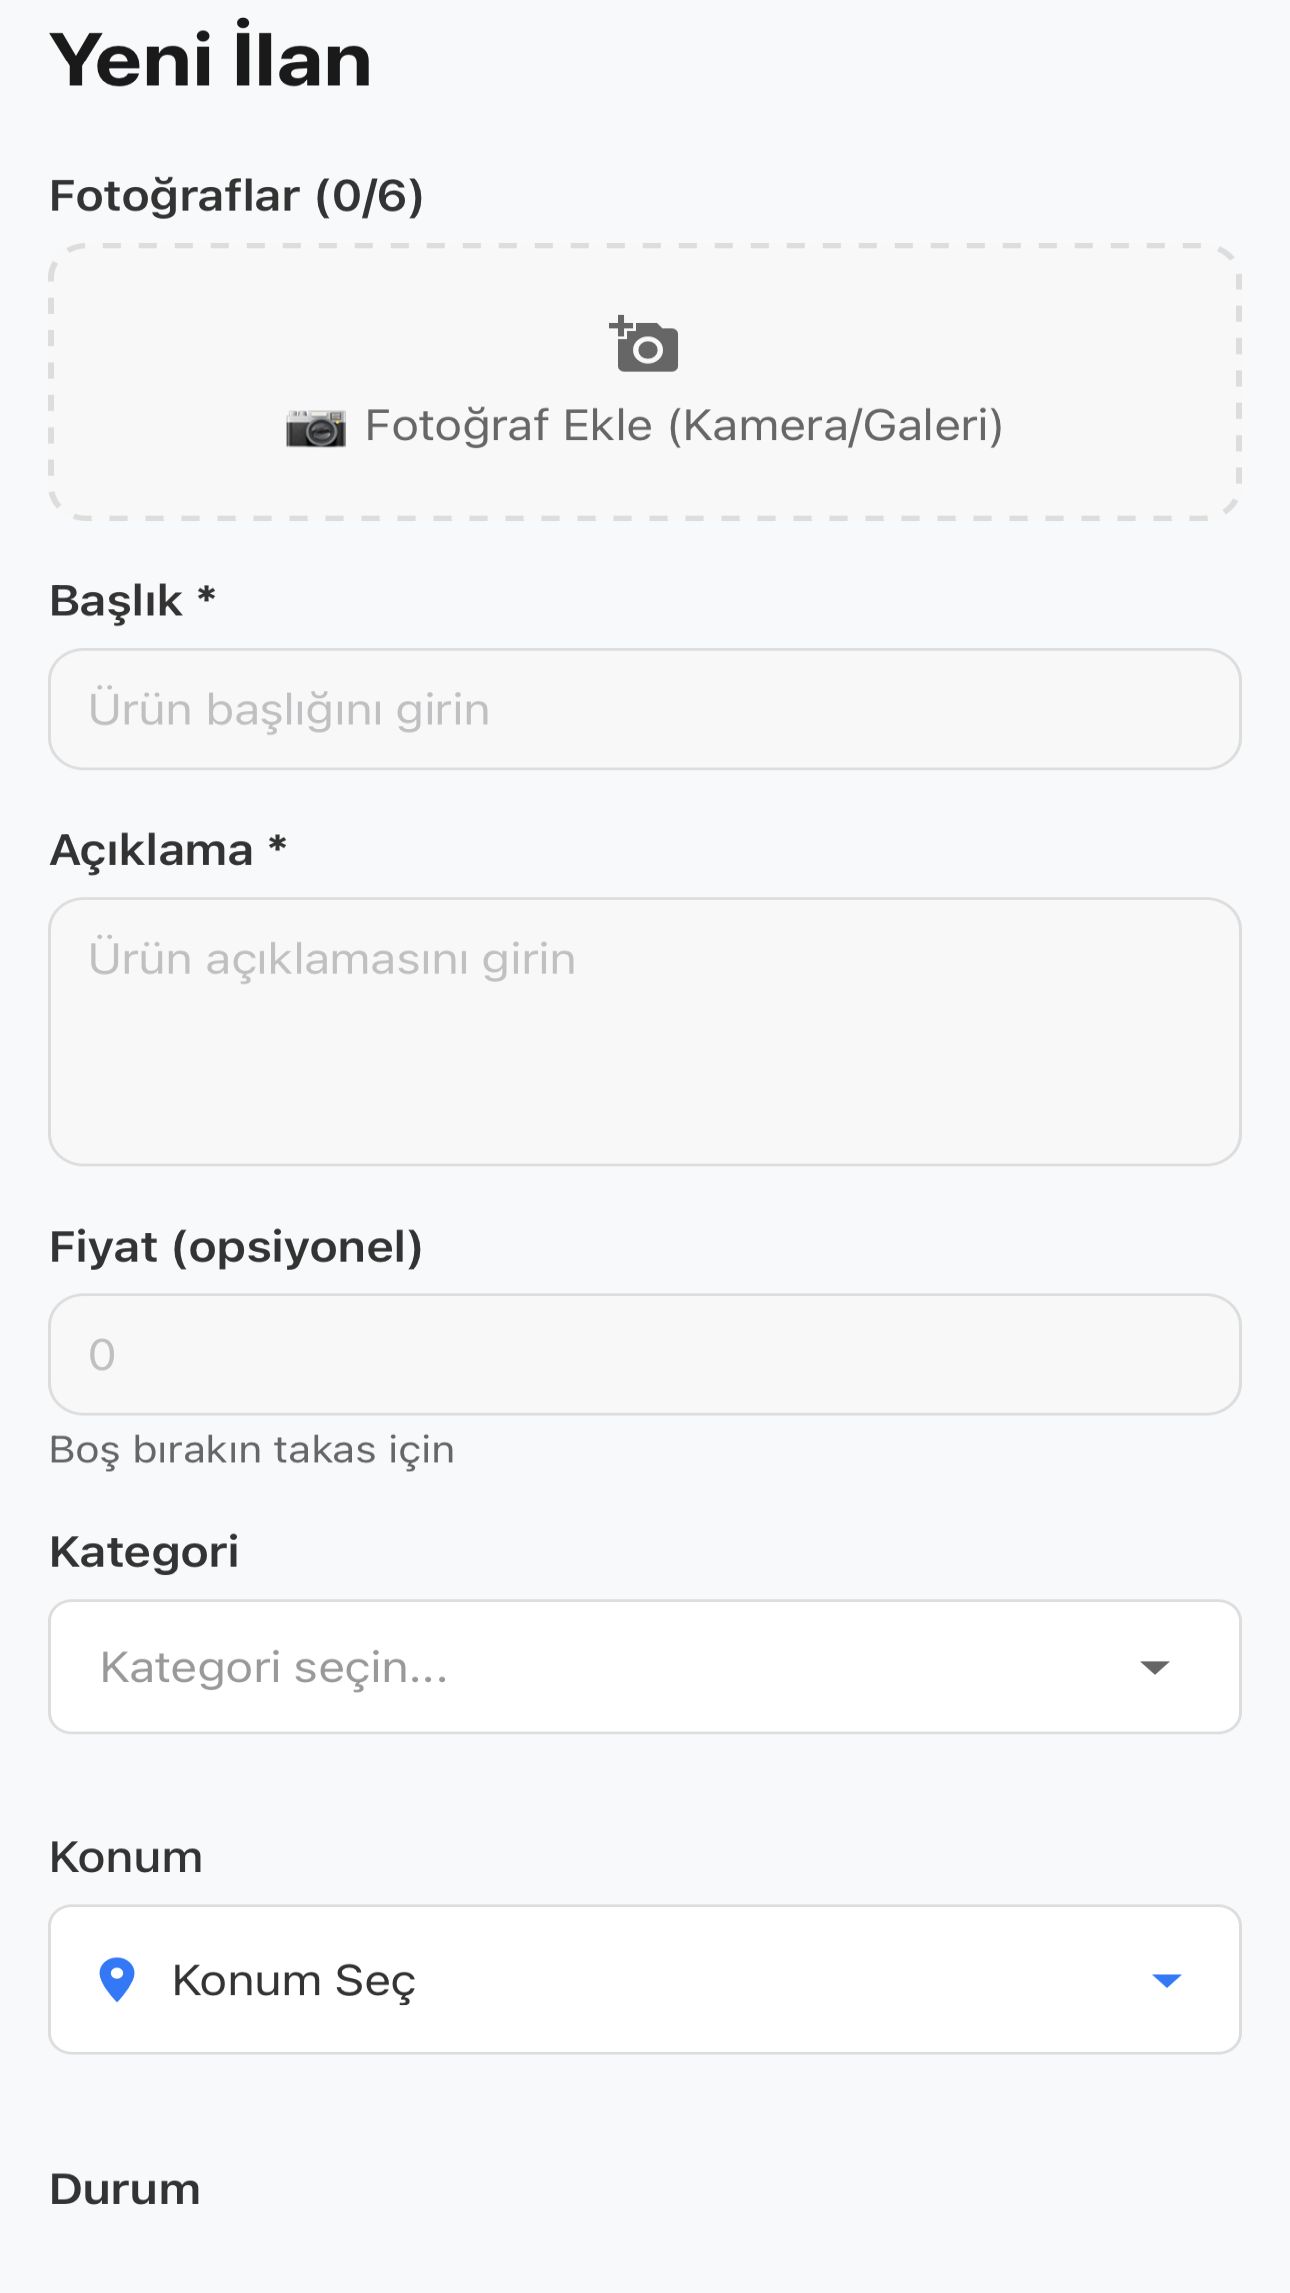 Yeni İlan
Fotoğraflar (0/6)
Fotoğraf Ekle (Kamera/Galeri)
Başlık *
Ürün başlığını girin
Açıklama *
Ürün açıklamasını girin
Fiyat (opsiyonel)
0
Boş bırakın takas için
Kategori
Kategori seçin...
Konum
Konum Seç
Durum